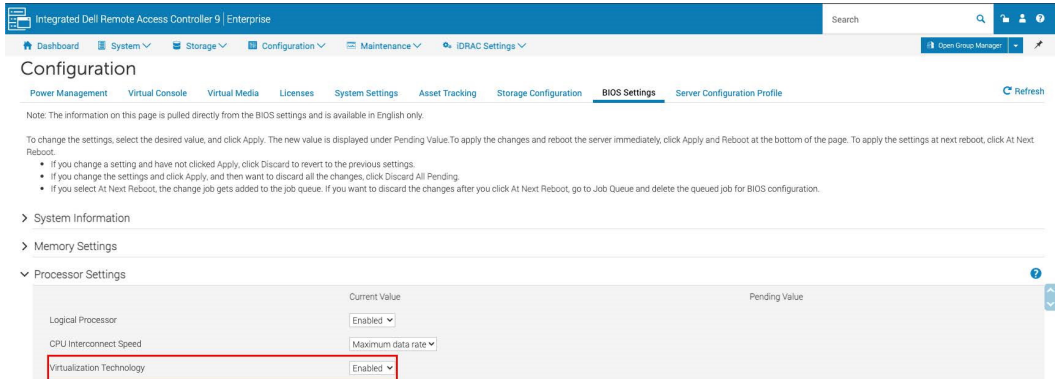 Integrated Dell Remote Access Controller 9 | Enterprise
Search
Dashboard System Storage Configuration Maintenance iDRAC Settings Open Group Manager
Configuration
Power Management Virtual Console Virtual Media Licenses System Settings Asset Tracking Storage Configuration BIOS Settings Server Configuration Profile Refresh
Note: The information on this page is pulled directly from the BIOS settings and is available in English only.
To change the settings, select the desired value, and click Apply. The new value is displayed under Pending Value.To apply the changes and reboot the server immediately, click Apply and Reboot at the bottom of the page. To apply the settings at next reboot, click At Next
Reboot.
• If you change a setting and have not clicked Apply, click Discard to revert to the previous settings.
• If you change the settings and click Apply, and then want to discard all the changes, click Discard All Pending.
• If you select At Next Reboot, the change job gets added to the job queue. If you want to discard the changes after you click At Next Reboot, go to Job Queue and delete the queued job for BIOS configuration.
System Information
Memory Settings
Processor Settings
Current Value Pending Value
Logical Processor Enabled
CPU Interconnect Speed Maximum data rate
Virtualization Technology Enabled